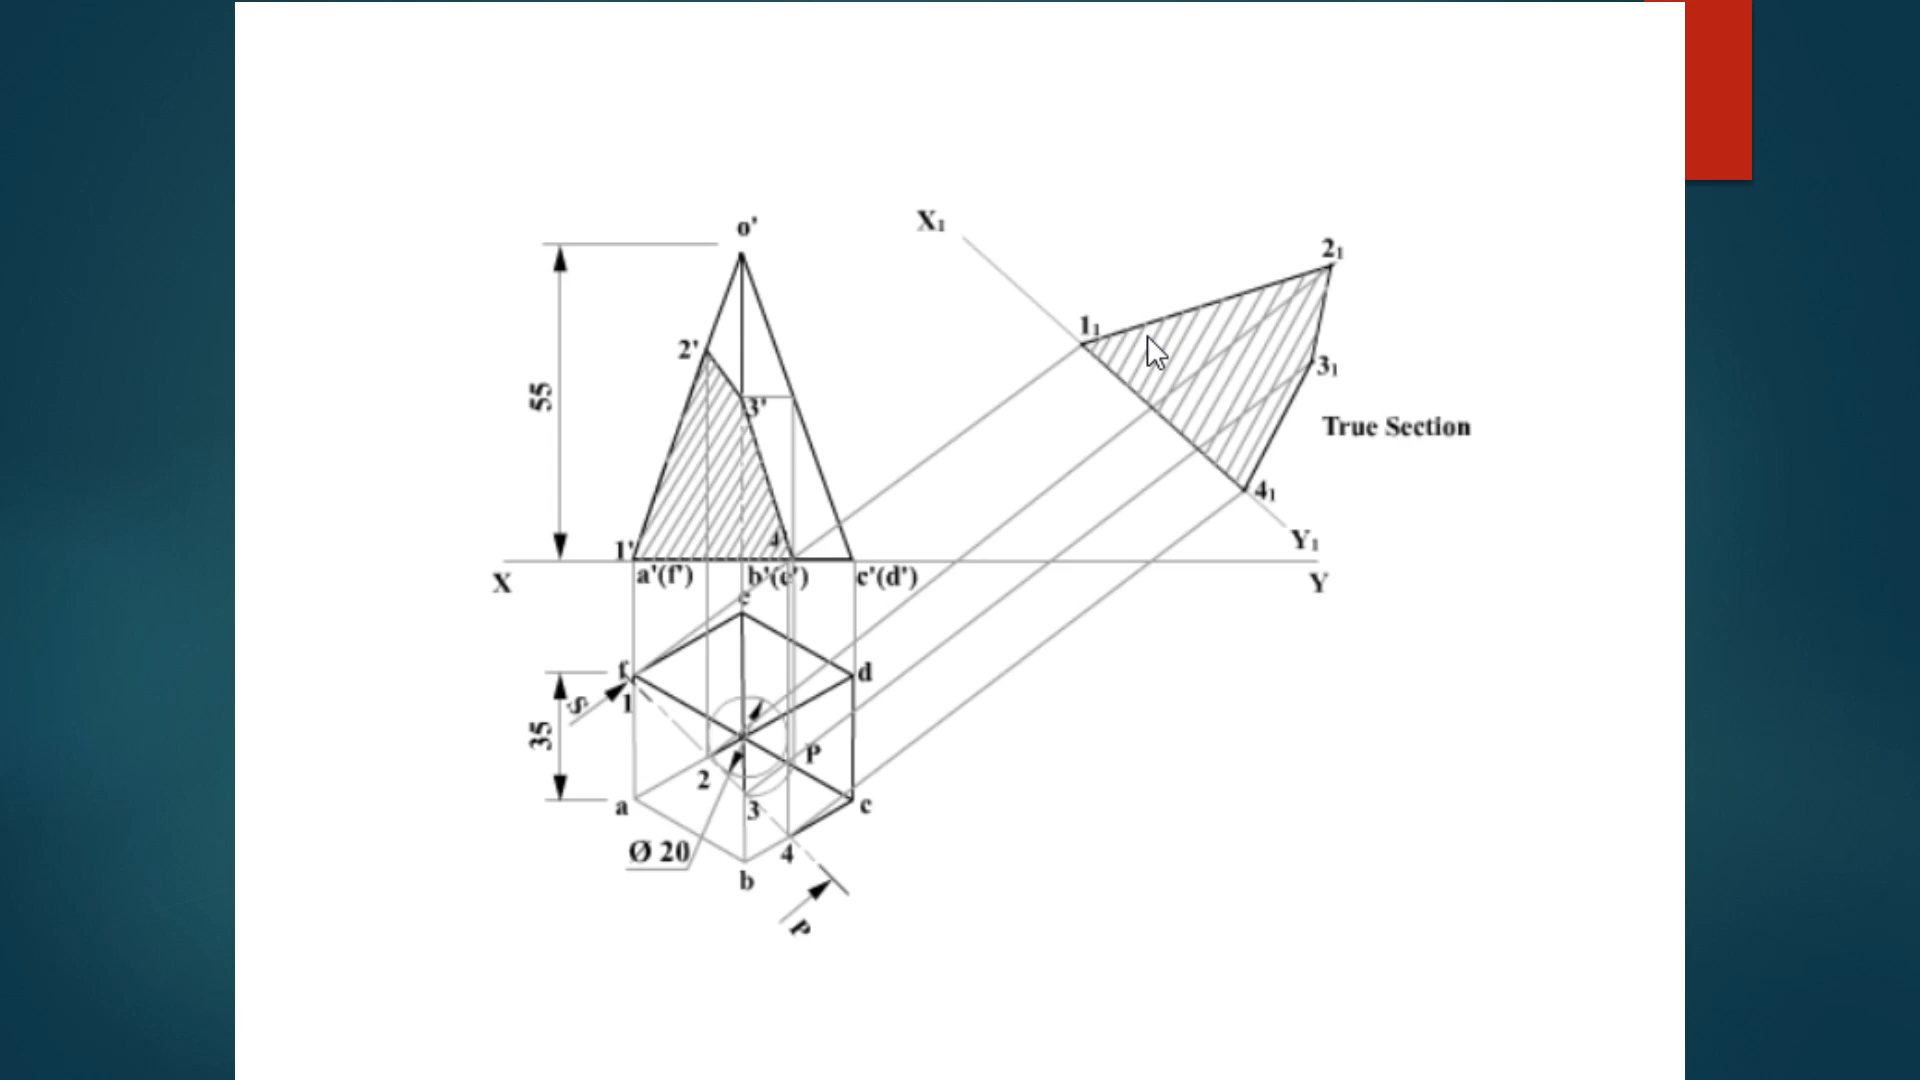 o'
X₁
2₁
1₁
2'
3₁
55
3'
True Section
4₁
1'
4'
Y₁
a'(f')
b'(e')
c'(d')
X
Y
e
f
d
S
1
35
P
2
a
3
c
Ø 20
4
b
P